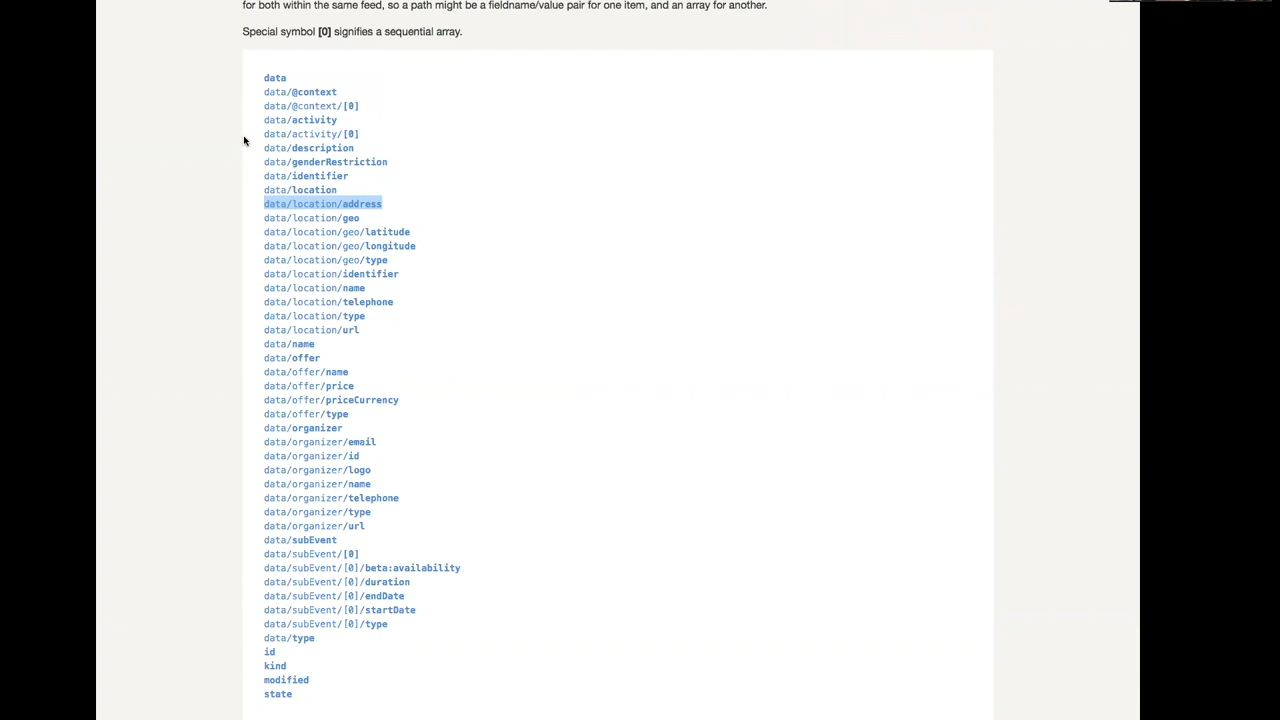 for both within the same feed, so a path might be a fieldname/value pair for one item, and an array for another.
Special symbol [0] signifies a sequential array.
data
data/@context
data/@context/[0]
data/activity
data/activity/[0]
data/description
data/genderRestriction
data/identifier
data/location
data/location/address
data/location/geo
data/location/geo/latitude
data/location/geo/longitude
data/location/geo/type
data/location/identifier
data/location/name
data/location/telephone
data/location/type
data/location/url
data/name
data/offer
data/offer/name
data/offer/price
data/offer/priceCurrency
data/offer/type
data/organizer
data/organizer/email
data/organizer/id
data/organizer/logo
data/organizer/name
data/organizer/telephone
data/organizer/type
data/organizer/url
data/subEvent
data/subEvent/[0]
data/subEvent/[0]/beta:availability
data/subEvent/[0]/duration
data/subEvent/[0]/endDate
data/subEvent/[0]/startDate
data/subEvent/[0]/type
data/type
id
kind
modified
state